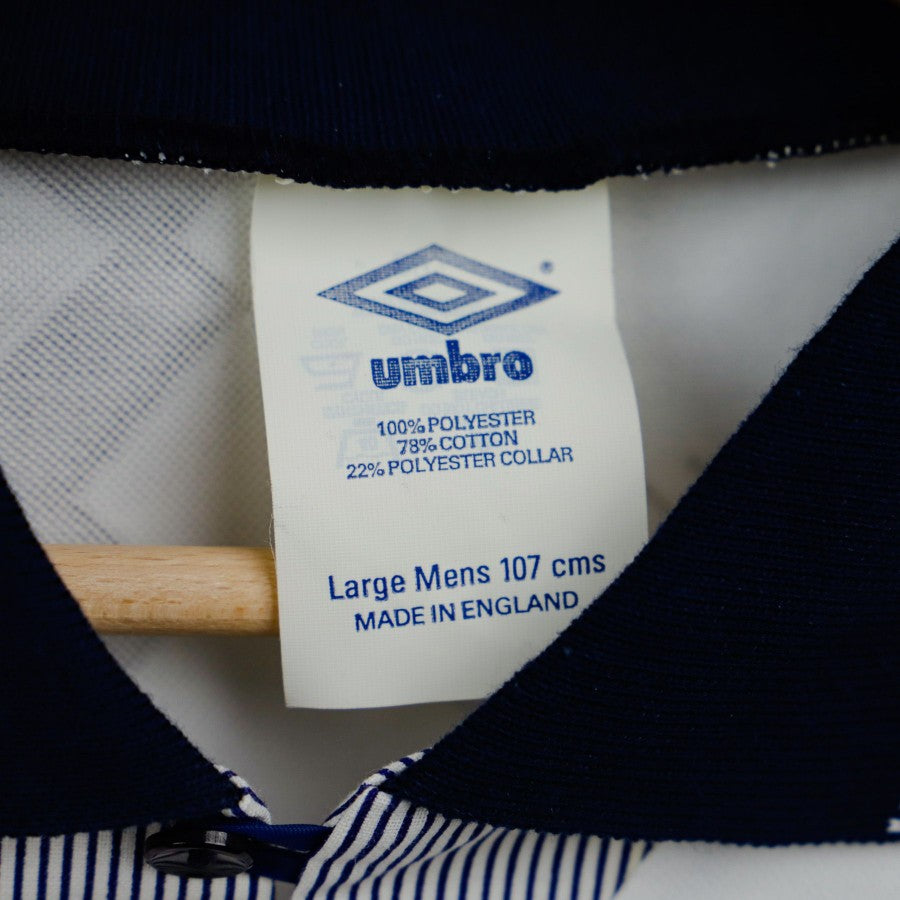 ®
umbro
100% POLYESTER
78% COTTON
22% POLYESTER COLLAR
Large Mens 107 cms
MADE IN ENGLAND